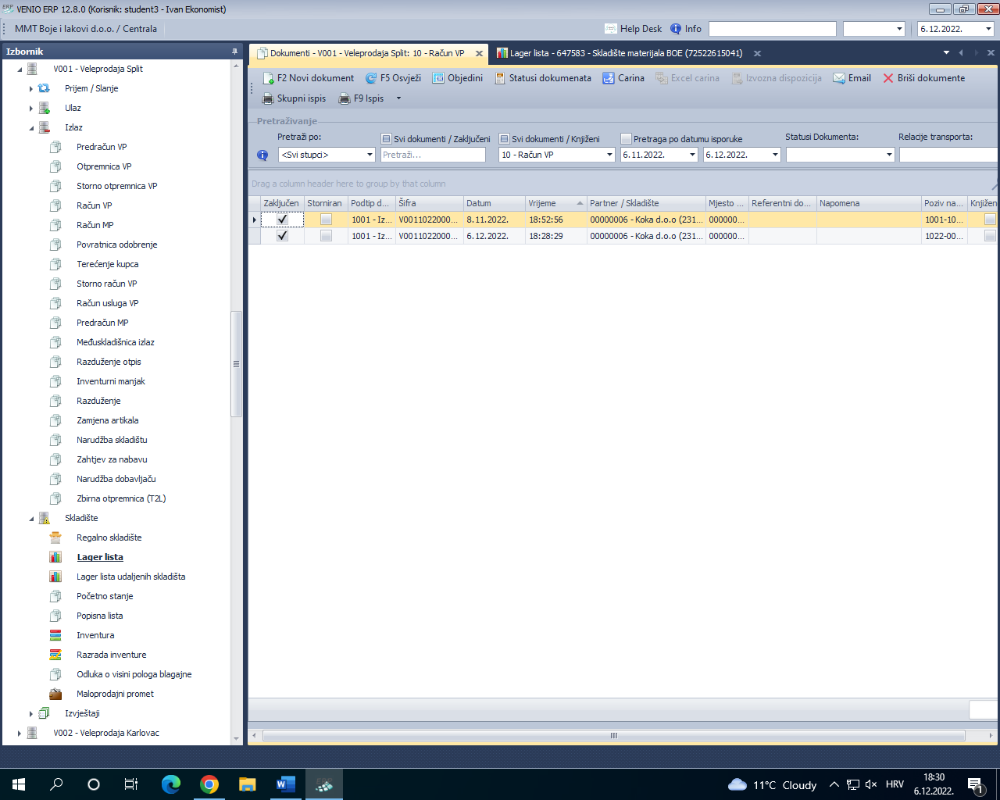 VENIO ERP 12.8.0 (Korisnik: student3 - Ivan Ekonomist)
MMT Boje i lakovi d.o.o. / Centrala
Help Desk
Info
6.12.2022.
Izbornik
V001 - Veleprodaja Split
Prijem / Slanje
Ulaz
Izlaz
Predračun VP
Otpremnica VP
Storno otpremnica VP
Račun VP
Račun MP
Povratnica odobrenje
Terećenje kupca
Storno račun VP
Račun usluga VP
Predračun MP
Međuskladišnica izlaz
Razduženje otpis
Inventurni manjak
Razduženje
Zamjena artikala
Narudžba skladištu
Zahtjev za nabavu
Narudžba dobavljaču
Zbirna otpremnica (T2L)
Skladište
Regalno skladište
Lager lista
Lager lista udaljenih skladišta
Početno stanje
Popisna lista
Inventura
Razrada inventure
Odluka o visini pologa blagajne
Maloprodajni promet
Izvještaji
V002 - Veleprodaja Karlovac
Dokumenti - V001 - Veleprodaja Split: 10 - Račun VP
Lager lista - 647583 - Skladište materijala BOE (72522615041)
F2 Novi dokument
F5 Osvježi
Objedini
Statusi dokumenata
Carina
Excel carina
Izvozna dispozicija
Email
Briši dokumente
Skupni ispis
F9 Ispis
Pretraživanje
Pretraži po:
Svi dokumenti / Zaključeni
Svi dokumenti / Knjiženi
Pretraga po datumu isporuke
Statusi Dokumenta:
Relacije transporta:
<Svi stupci>
Pretraži...
10 - Račun VP
6.11.2022.
6.12.2022.
Drag a column header here to group by that column
Zaključen
Storniran
Podtip d...
Šifra
Datum
Vrijeme
Partner / Skladište
Mjesto ...
Referentni do...
Napomena
Poziv na...
Knjižen
1001 - Iz...
V0011022000...
8.11.2022.
18:52:56
00000006 - Koka d.o.o (231...
000000...
1001-10...
1001 - Iz...
V0011022000...
6.12.2022.
18:28:29
00000006 - Koka d.o.o (231...
000000...
1022-00...
11°C Cloudy
HRV
18:30
6.12.2022.
1